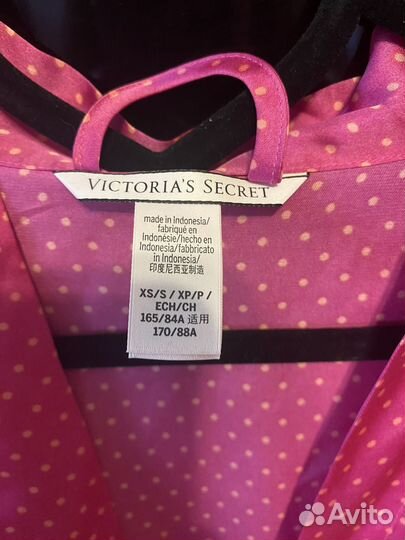 VICTORIA'S SECRET
made in Indonesia/
fabriqué en
Indonésie/hecho en
Indonesia/fabbricato
in Indonesia/
印度尼西亚制造
XS/S / XP/P /
ECH/CH
165/84A 适用
170/88A
Avito